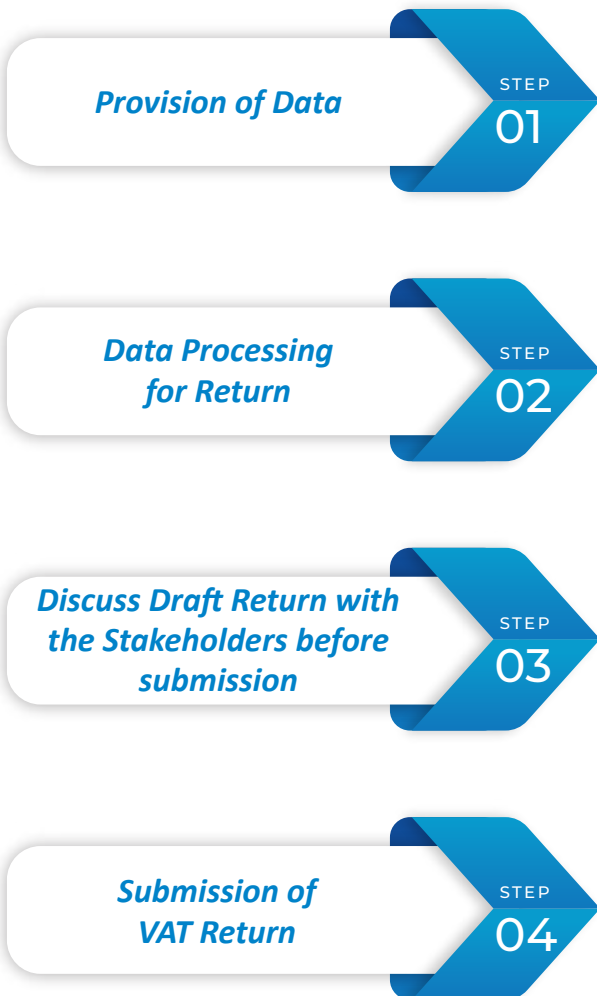 Provision of Data
STEP
01
Data Processing
for Return
STEP
02
Discuss Draft Return with
the Stakeholders before
submission
STEP
03
Submission of
VAT Return
STEP
04